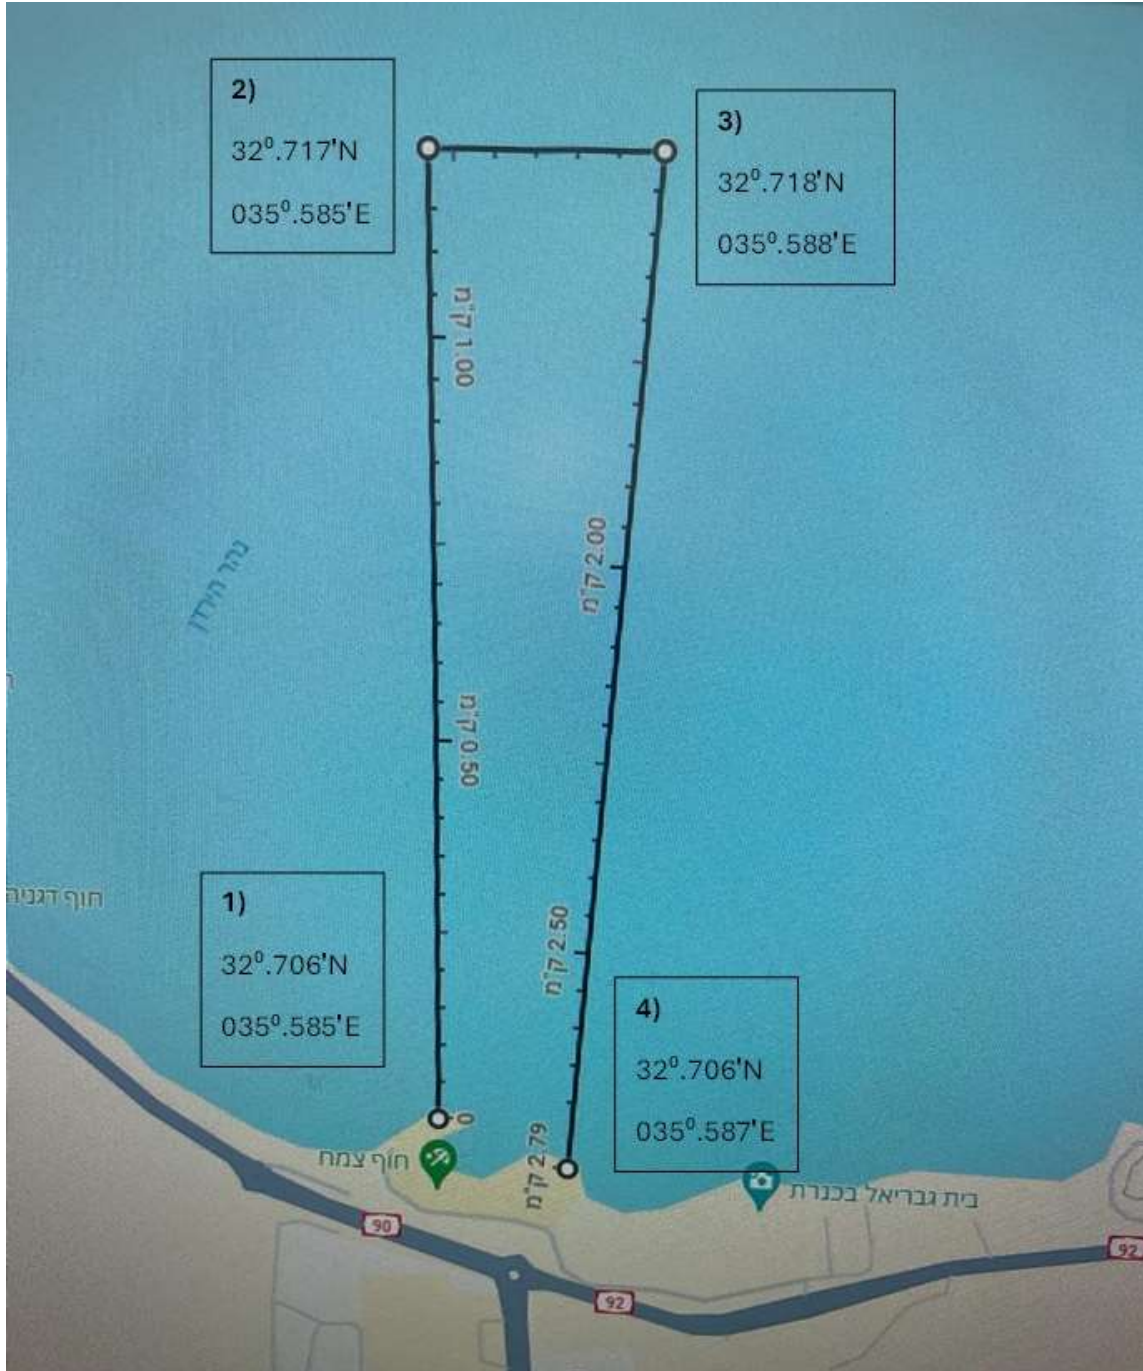 2)
32⁰.717'N
035⁰.585'E
3)
32⁰.718'N
035⁰.588'E
1.00 ק"מ
2.00 ק"מ
נהר הירדן
0.50 ק"מ
חוף דגניה
1)
32⁰.706'N
035⁰.585'E
2.50 ק"מ
4)
32⁰.706'N
035⁰.587'E
0
2.79 ק"מ
חוף צמח
בית גבריאל בכנרת
90
92
92